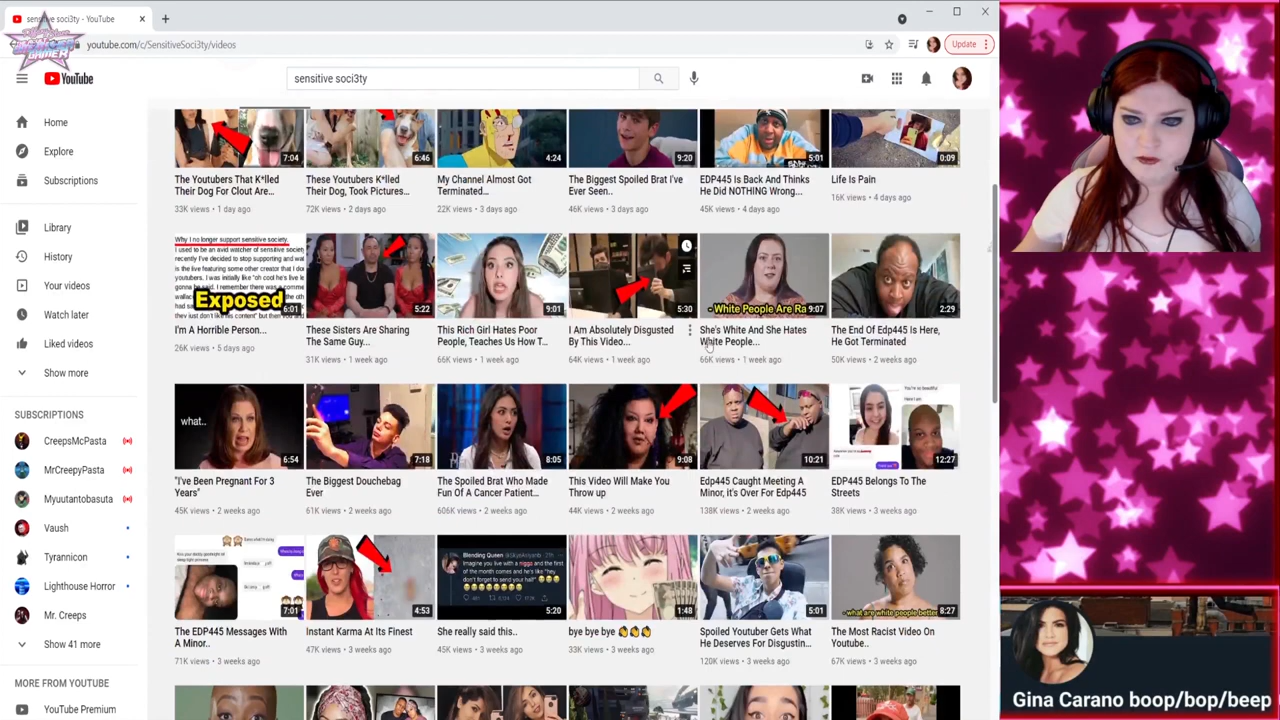 sensitive soci3ty - YouTube
youtube.com/c/SensitiveSoci3ty/videos
Update
YouTube
sensitive soci3ty
Home
Explore
Subscriptions
Library
History
Your videos
Watch later
Liked videos
Show more
SUBSCRIPTIONS
CreepsMcPasta
MrCreepyPasta
Myuutantobasuta
Vaush
Tyrannicon
Lighthouse Horror
Mr. Creeps
Show 41 more
MORE FROM YOUTUBE
YouTube Premium
7:04
6:46
4:24
9:20
5:01
0:09
The Youtubers That K*lled
Their Dog For Clout Are...
33K views • 1 day ago
These Youtubers K*lled
Their Dog, Took Pictures...
72K views • 2 days ago
My Channel Almost Got
Terminated...
22K views • 3 days ago
The Biggest Spoiled Brat I've
Ever Seen..
46K views • 3 days ago
EDP445 Is Back And Thinks
He Did NOTHING Wrong...
45K views • 4 days ago
Life Is Pain
16K views • 4 days ago
Why I no longer support sensitive society.
I used to be an avid watcher of sensitive socie
Exposed
6:01
5:22
9:01
5:30
- White People Are Ra
9:07
2:29
I'm A Horrible Person...
26K views • 5 days ago
These Sisters Are Sharing
The Same Guy...
31K views • 1 week ago
This Rich Girl Hates Poor
People, Teaches Us How T...
66K views • 1 week ago
I Am Absolutely Disgusted
By This Video...
64K views • 1 week ago
She's White And She Hates
White People...
66K views • 1 week ago
The End Of Edp445 Is Here,
He Got Terminated
50K views • 2 weeks ago
what..
6:54
7:18
8:05
9:08
10:21
12:27
"I've Been Pregnant For 3
Years"
45K views • 2 weeks ago
The Biggest Douchebag
Ever
61K views • 2 weeks ago
The Spoiled Brat Who Made
Fun Of A Cancer Patient...
606K views • 2 weeks ago
This Video Will Make You
Throw up
44K views • 2 weeks ago
Edp445 Caught Meeting A
Minor, it's Over For Edp445
138K views • 2 weeks ago
EDP445 Belongs To The
Streets
38K views • 3 weeks ago
7:01
4:53
5:20
1:48
5:01
- what are white people better
8:27
The EDP445 Messages With
A Minor..
71K views • 3 weeks ago
Instant Karma At Its Finest
47K views • 3 weeks ago
She really said this..
45K views • 3 weeks ago
bye bye bye 👏👏👏
33K views • 3 weeks ago
Spoiled Youtuber Gets What
He Deserves For Disgustin...
120K views • 3 weeks ago
The Most Racist Video On
Youtube..
67K views • 3 weeks ago
Gina Carano boop/bop/beep